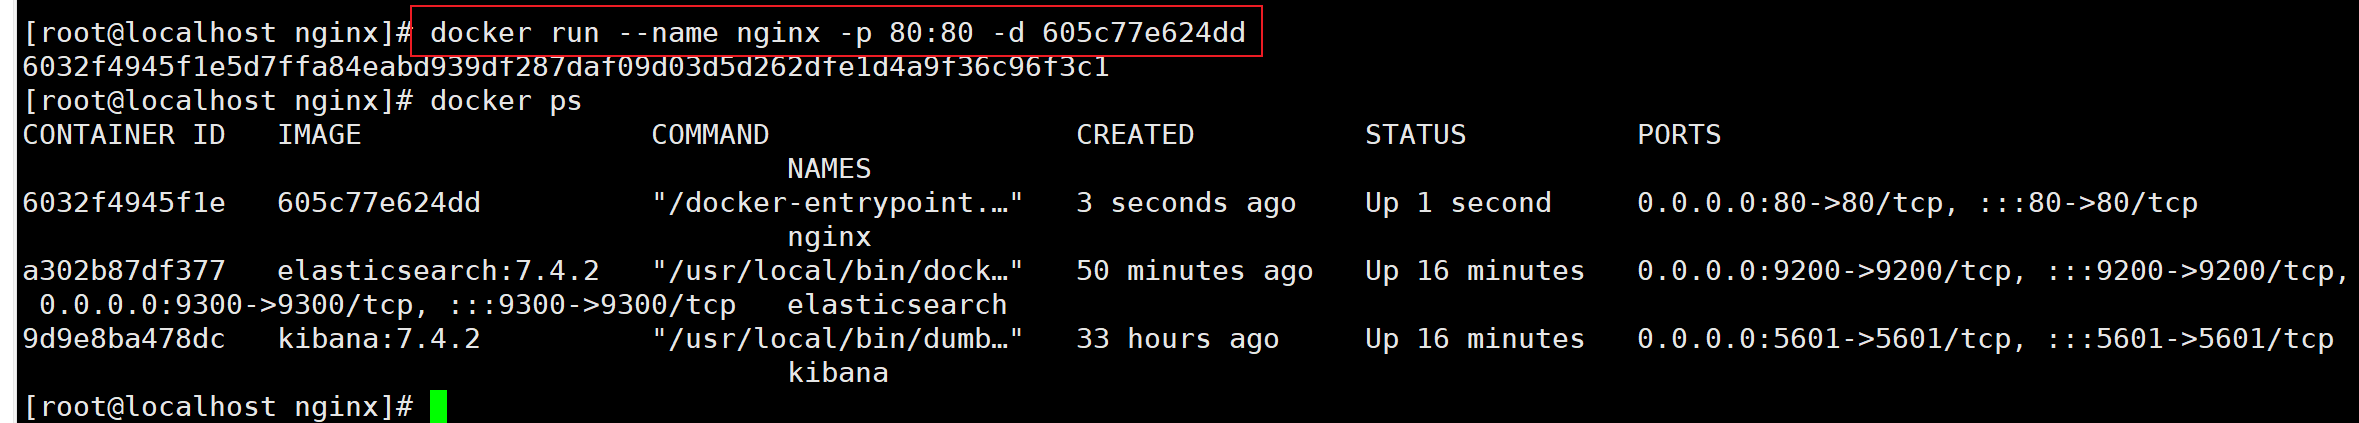 [root@localhost nginx]# docker run --name nginx -p 80:80 -d 605c77e624dd
6032f4945f1e5d7ffa84eabd939df287daf09d03d5d262dfe1d4a9f36c96f3c1
[root@localhost nginx]# docker ps
CONTAINER ID   IMAGE                 COMMAND                  CREATED          STATUS          PORTS
                                             NAMES
6032f4945f1e   605c77e624dd          "/docker-entrypoint.…"   3 seconds ago    Up 1 second     0.0.0.0:80->80/tcp, :::80->80/tcp
                                             nginx
a302b87df377   elasticsearch:7.4.2   "/usr/local/bin/dock…"   50 minutes ago   Up 16 minutes   0.0.0.0:9200->9200/tcp, :::9200->9200/tcp,
 0.0.0.0:9300->9300/tcp, :::9300->9300/tcp   elasticsearch
9d9e8ba478dc   kibana:7.4.2          "/usr/local/bin/dumb…"   33 hours ago     Up 16 minutes   0.0.0.0:5601->5601/tcp, :::5601->5601/tcp
                                             kibana
[root@localhost nginx]#